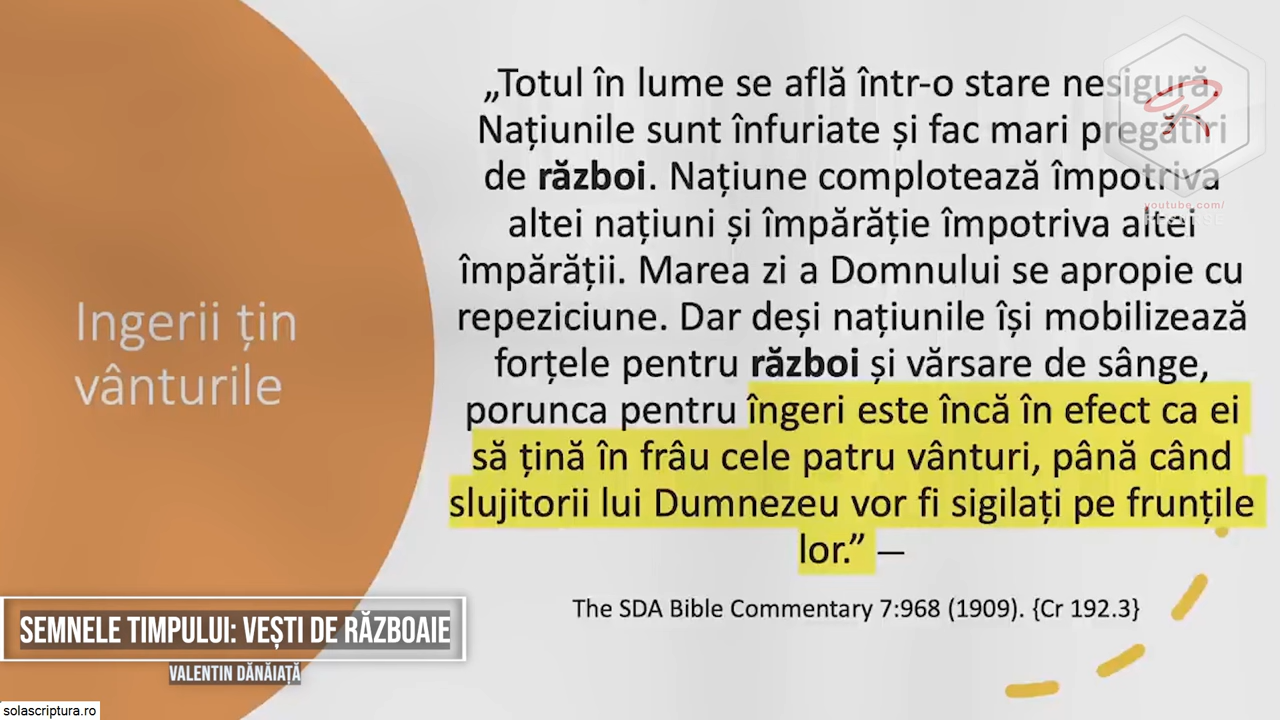 Ingerii țin
vânturile
„Totul în lume se află într-o stare nesigură.
Națiunile sunt înfuriate și fac mari pregătiri
de război. Națiune complotează împotriva
altei națiuni și împărăție împotriva altei
împărății. Marea zi a Domnului se apropie cu
repeziciune. Dar deși națiunile își mobilizează
forțele pentru război și vărsare de sânge,
porunca pentru îngeri este încă în efect ca ei
să țină în frâu cele patru vânturi, până când
slujitorii lui Dumnezeu vor fi sigilați pe frunțile
lor.” —
The SDA Bible Commentary 7:968 (1909). {Cr 192.3}
youtube.com/
SEMNELE TIMPULUI: VEȘTI DE RĂZBOAIE
VALENTIN DĂNĂIAȚĂ
solascriptura.ro